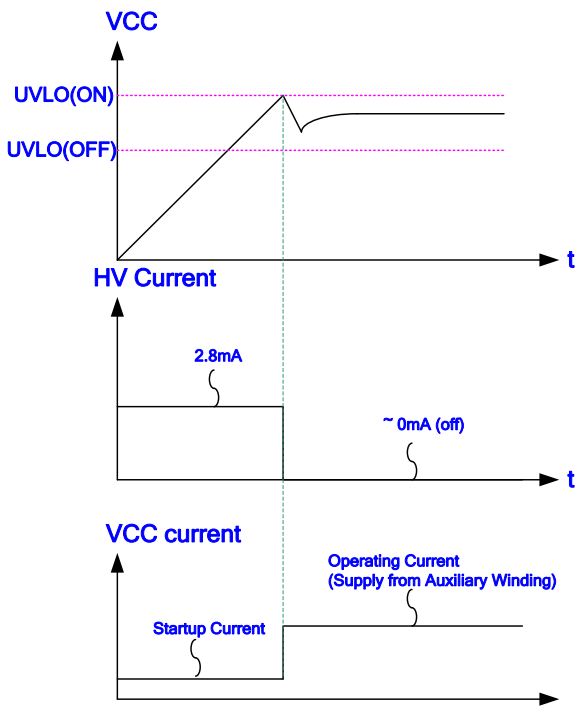 VCC
UVLO(ON)
UVLO(OFF)
t
HV Current
2.8mA
~ 0mA (off)
t
VCC current
Operating Current
(Supply from Auxiliary Winding)
Startup Current